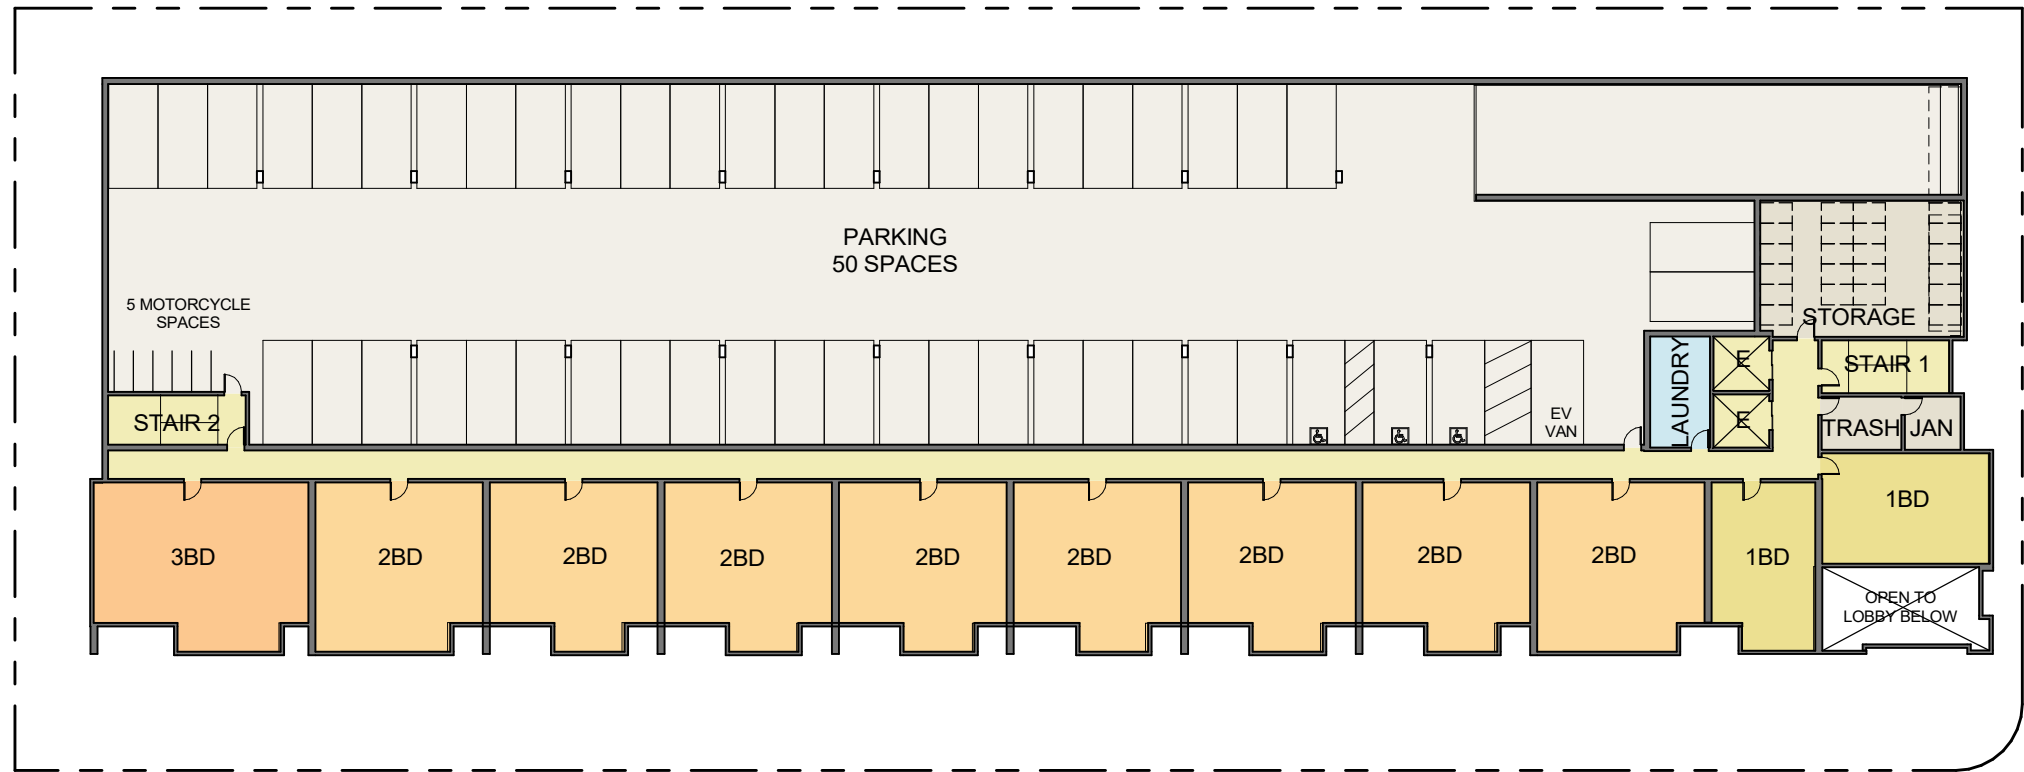 PARKING
50 SPACES
5 MOTORCYCLE
SPACES
STORAGE
LAUNDRY
E
STAIR 1
E
STAIR 2
EV
VAN
TRASH
JAN
1BD
3BD
2BD
2BD
2BD
2BD
2BD
2BD
2BD
2BD
1BD
OPEN TO
LOBBY BELOW